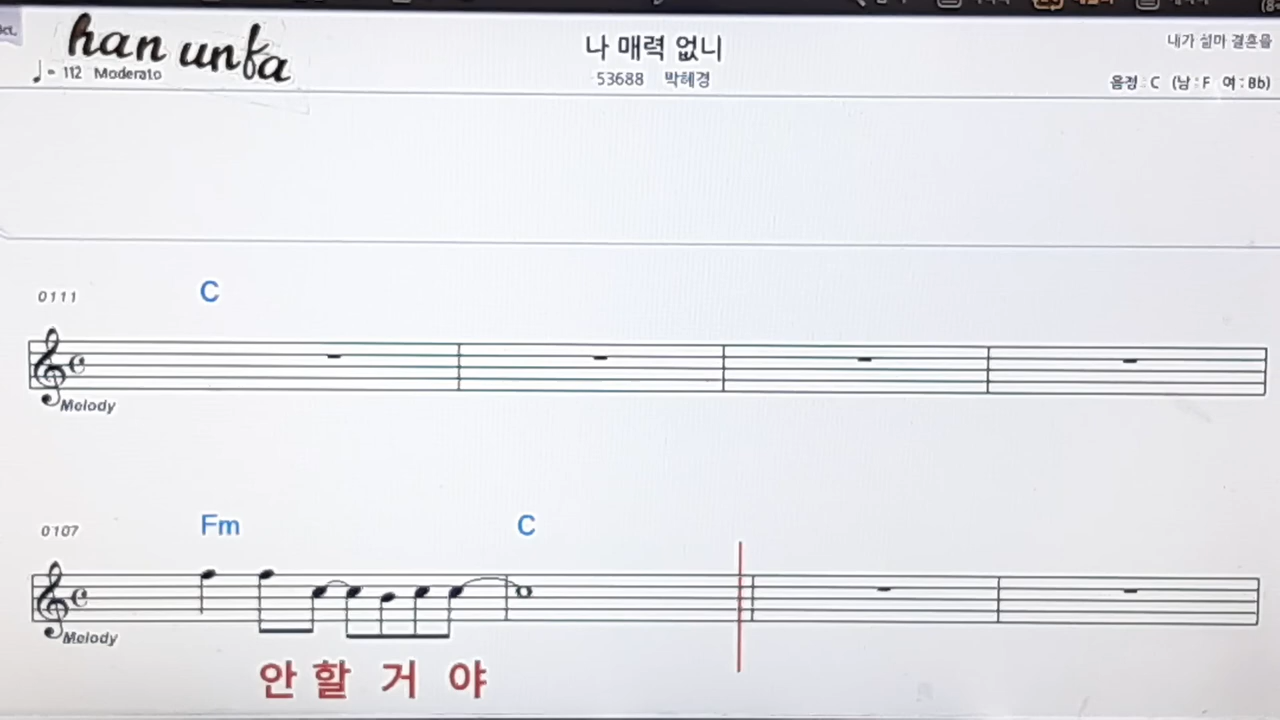 han unfa
♩= 112 Moderato
나 매력 없니
53688 박혜경
내가 설마 결혼을
음정 : C (남 : F 여 : Bb)
0111
C
Melody
0107
Fm C
Melody
안 할 거 야